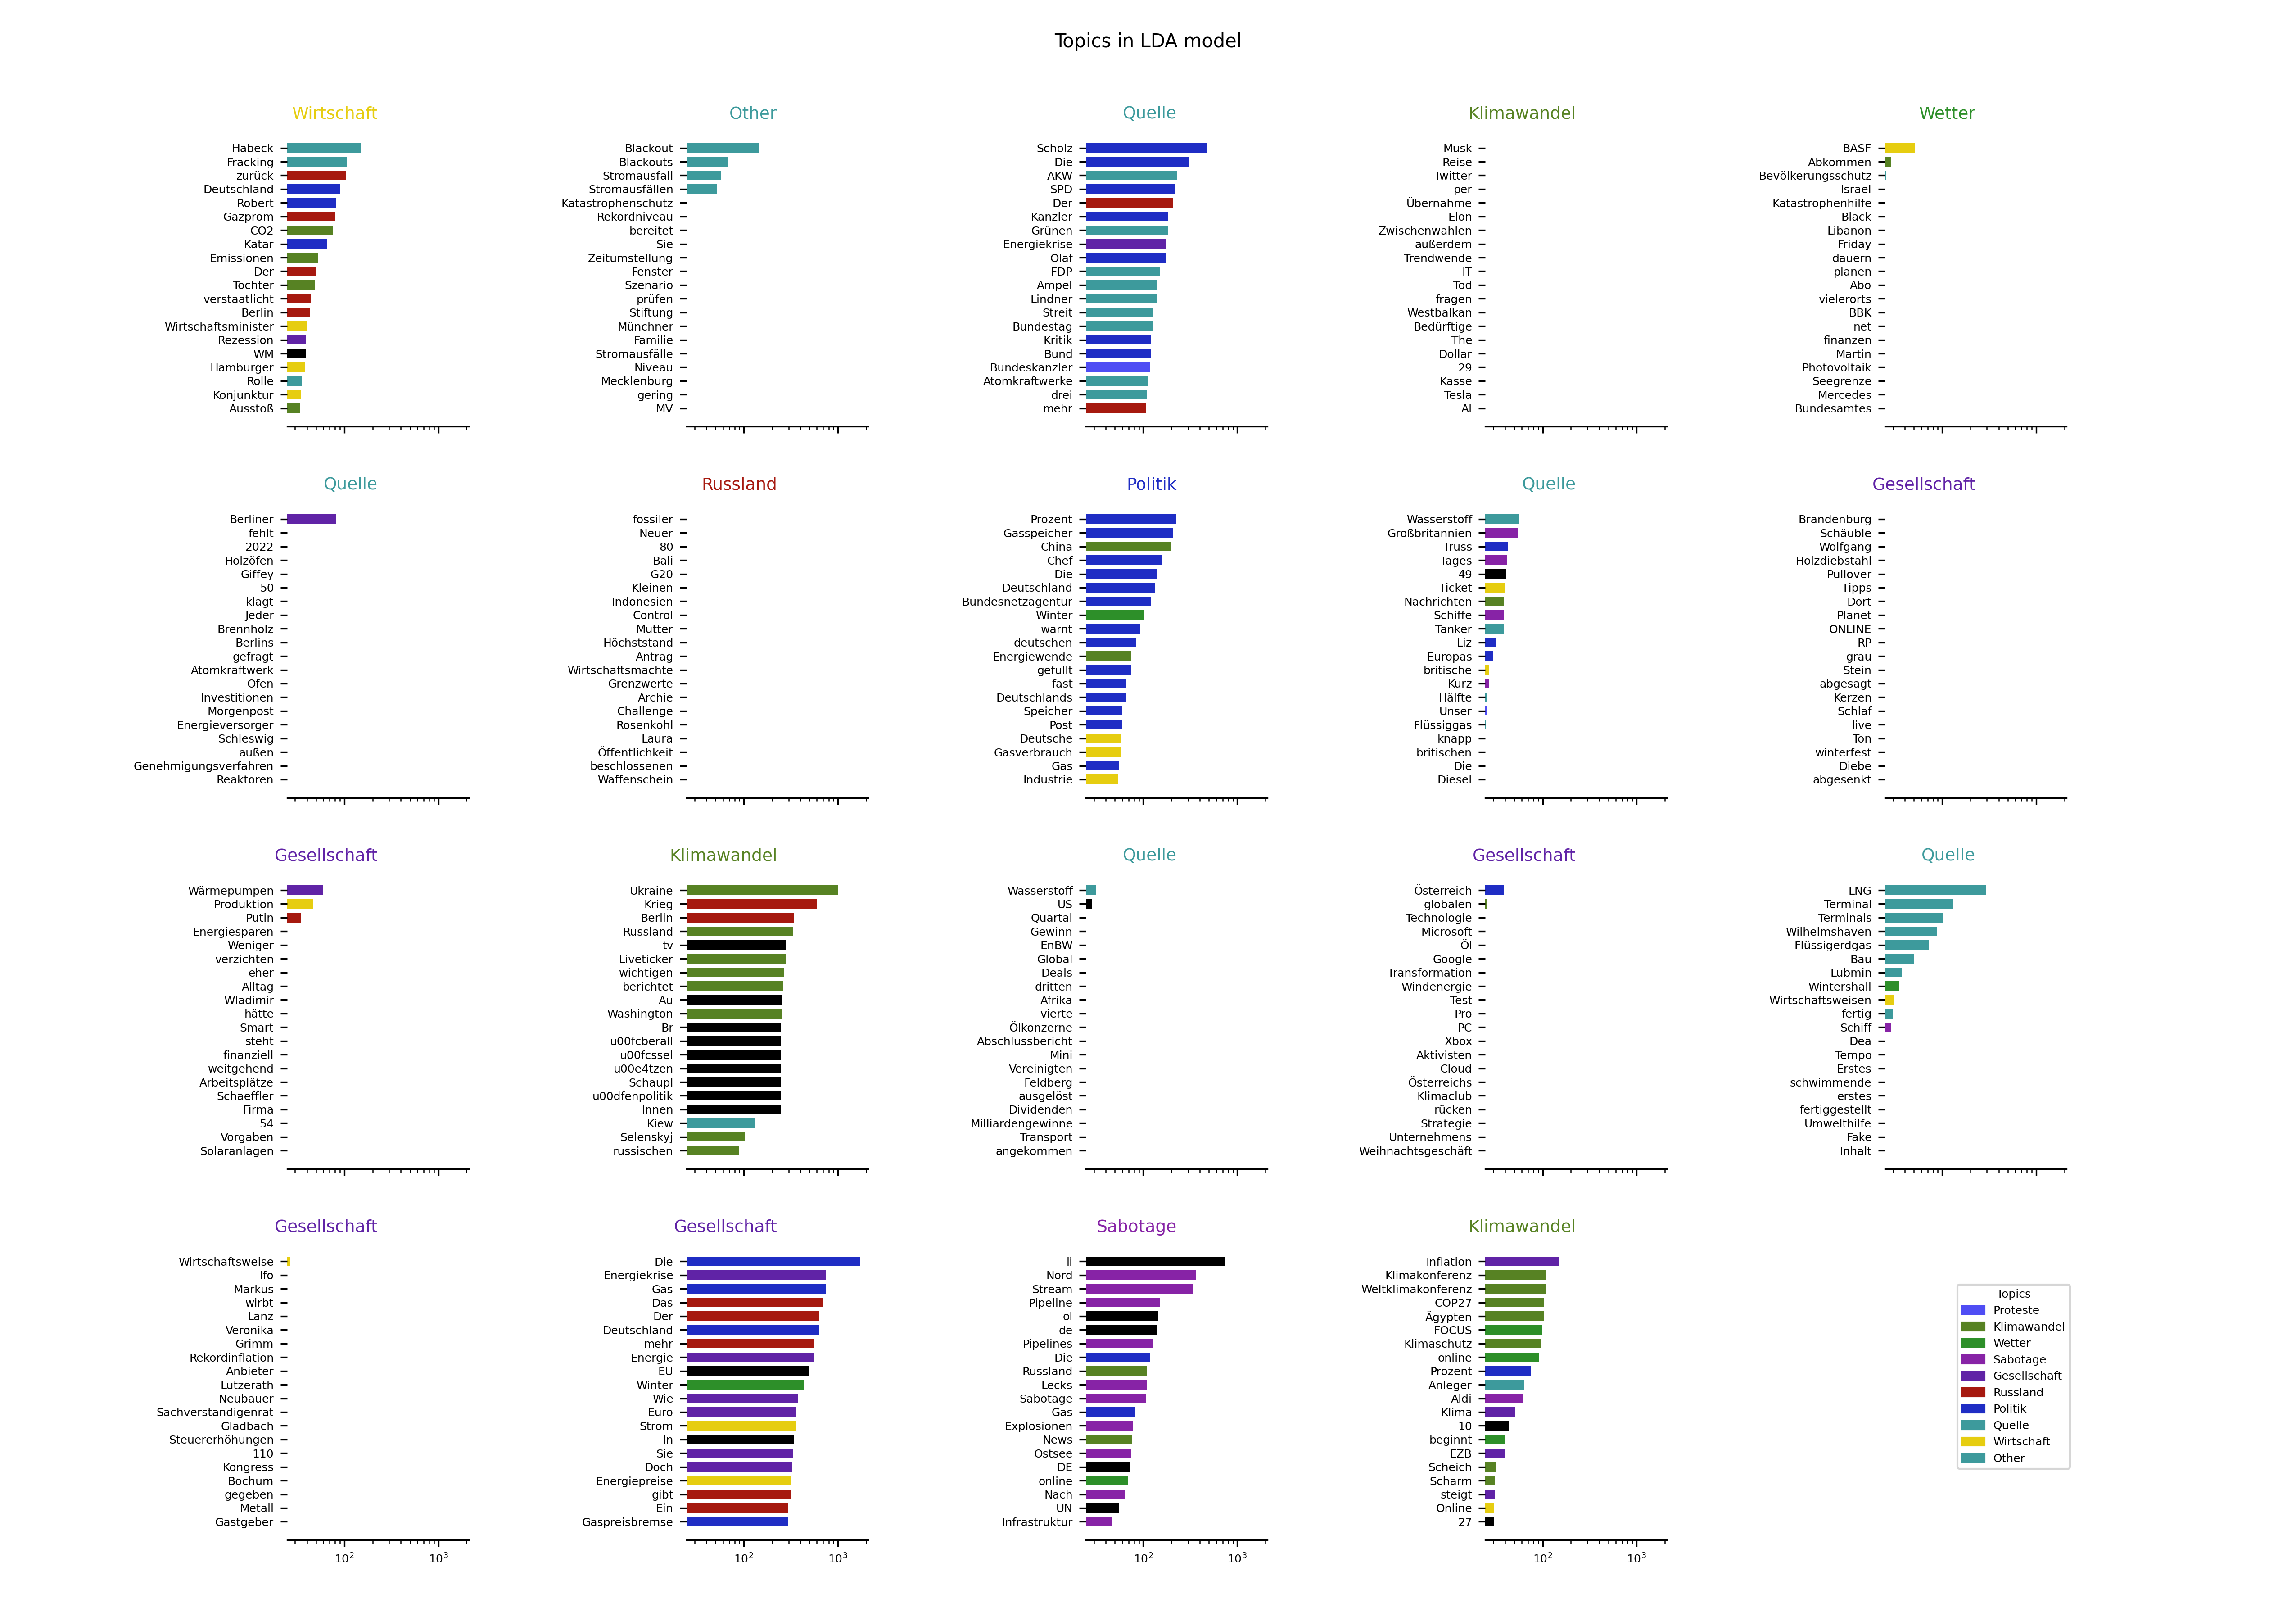 Topics in LDA model
Wirtschaft
Habeck
Fracking
zurück
Deutschland
Robert
Gazprom
CO2
Katar
Emissionen
Der
Tochter
verstaatlicht
Berlin
Wirtschaftsminister
Rezession
WM
Hamburger
Rolle
Konjunktur
Ausstoß
Other
Blackout
Blackouts
Stromausfall
Stromausfällen
Katastrophenschutz
Rekordniveau
bereitet
Sie
Zeitumstellung
Fenster
Szenario
prüfen
Stiftung
Münchner
Familie
Stromausfälle
Niveau
Mecklenburg
gering
MV
Quelle
Scholz
Die
AKW
SPD
Der
Kanzler
Grünen
Energiekrise
Olaf
FDP
Ampel
Lindner
Streit
Bundestag
Kritik
Bund
Bundeskanzler
Atomkraftwerke
drei
mehr
Klimawandel
Musk
Reise
Twitter
per
Übernahme
Elon
Zwischenwahlen
außerdem
Trendwende
IT
Tod
fragen
Westbalkan
Bedürftige
The
Dollar
29
Kasse
Tesla
Al
Wetter
BASF
Abkommen
Bevölkerungsschutz
Israel
Katastrophenhilfe
Black
Libanon
Friday
dauern
planen
Abo
vielerorts
BBK
net
finanzen
Martin
Photovoltaik
Seegrenze
Mercedes
Bundesamtes
Quelle
Berliner
fehlt
2022
Holzöfen
Giffey
50
klagt
Jeder
Brennholz
Berlins
gefragt
Atomkraftwerk
Ofen
Investitionen
Morgenpost
Energieversorger
Schleswig
außen
Genehmigungsverfahren
Reaktoren
Russland
fossiler
Neuer
80
Bali
G20
Kleinen
Indonesien
Control
Mutter
Höchststand
Antrag
Wirtschaftsmächte
Grenzwerte
Archie
Challenge
Rosenkohl
Laura
Öffentlichkeit
beschlossenen
Waffenschein
Politik
Prozent
Gasspeicher
China
Chef
Die
Deutschland
Bundesnetzagentur
Winter
warnt
deutschen
Energiewende
gefüllt
fast
Deutschlands
Speicher
Post
Deutsche
Gasverbrauch
Gas
Industrie
Quelle
Wasserstoff
Großbritannien
Truss
Tages
49
Ticket
Nachrichten
Schiffe
Tanker
Liz
Europas
britische
Kurz
Hälfte
Unser
Flüssiggas
knapp
britischen
Die
Diesel
Gesellschaft
Brandenburg
Schäuble
Wolfgang
Holzdiebstahl
Pullover
Tipps
Dort
Planet
ONLINE
RP
grau
Stein
abgesagt
Kerzen
Schlaf
live
Ton
winterfest
Diebe
abgesenkt
Gesellschaft
Wärmepumpen
Produktion
Putin
Energiesparen
Weniger
verzichten
eher
Alltag
Wladimir
hätte
Smart
steht
finanziell
weitgehend
Arbeitsplätze
Schaeffler
Firma
54
Vorgaben
Solaranlagen
Klimawandel
Ukraine
Krieg
Berlin
Russland
tv
Liveticker
wichtigen
berichtet
Au
Washington
Br
u00fcberall
u00fcssel
u00e4tzen
Schaupl
u00dfenpolitik
Innen
Kiew
Selenskyj
russischen
Quelle
Wasserstoff
US
Quartal
Gewinn
EnBW
Global
Deals
dritten
Afrika
vierte
Ölkonzerne
Abschlussbericht
Mini
Vereinigten
Feldberg
ausgelöst
Dividenden
Milliardengewinne
Transport
angekommen
Gesellschaft
Österreich
globalen
Technologie
Microsoft
Öl
Google
Transformation
Windenergie
Test
Pro
PC
Xbox
Aktivisten
Cloud
Österreichs
Klimaclub
rücken
Strategie
Unternehmens
Weihnachtsgeschäft
Quelle
LNG
Terminal
Terminals
Wilhelmshaven
Flüssigerdgas
Bau
Lubmin
Wintershall
Wirtschaftsweisen
fertig
Schiff
Dea
Tempo
Erstes
schwimmende
erstes
fertiggestellt
Umwelthilfe
Fake
Inhalt
Gesellschaft
Wirtschaftsweise
Ifo
Markus
wirbt
Lanz
Veronika
Grimm
Rekordinflation
Anbieter
Lützerath
Neubauer
Sachverständigenrat
Gladbach
Steuererhöhungen
110
Kongress
Bochum
gegeben
Metall
Gastgeber
10² 10³
Gesellschaft
Die
Energiekrise
Gas
Das
Der
Deutschland
mehr
Energie
EU
Winter
Wie
Euro
Strom
In
Sie
Doch
Energiepreise
gibt
Ein
Gaspreisbremse
10² 10³
Sabotage
li
Nord
Stream
Pipeline
ol
de
Pipelines
Die
Russland
Lecks
Sabotage
Gas
Explosionen
News
Ostsee
DE
online
Nach
UN
Infrastruktur
10² 10³
Klimawandel
Inflation
Klimakonferenz
Weltklimakonferenz
COP27
Ägypten
FOCUS
Klimaschutz
online
Prozent
Anleger
Aldi
Klima
10
beginnt
EZB
Scheich
Scharm
steigt
Online
27
10² 10³
Topics
Proteste
Klimawandel
Wetter
Sabotage
Gesellschaft
Russland
Politik
Quelle
Wirtschaft
Other